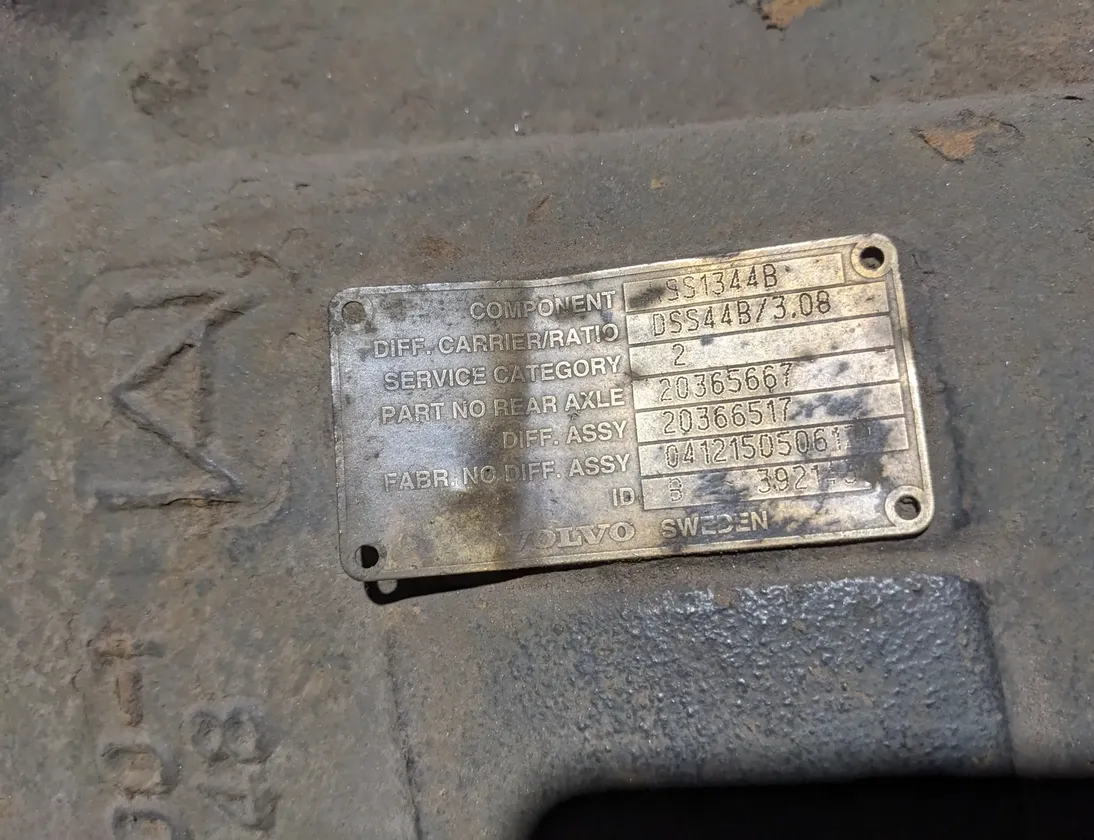 COMPONENT
DIFF. CARRIER/RATIO DSS44B/3.08
SERVICE CATEGORY 2
PART NO REAR AXLE 20365667
DIFF. ASSY 20366517
FABR. NO DIFF. ASSY
ID B
VOLVO SWEDEN
48